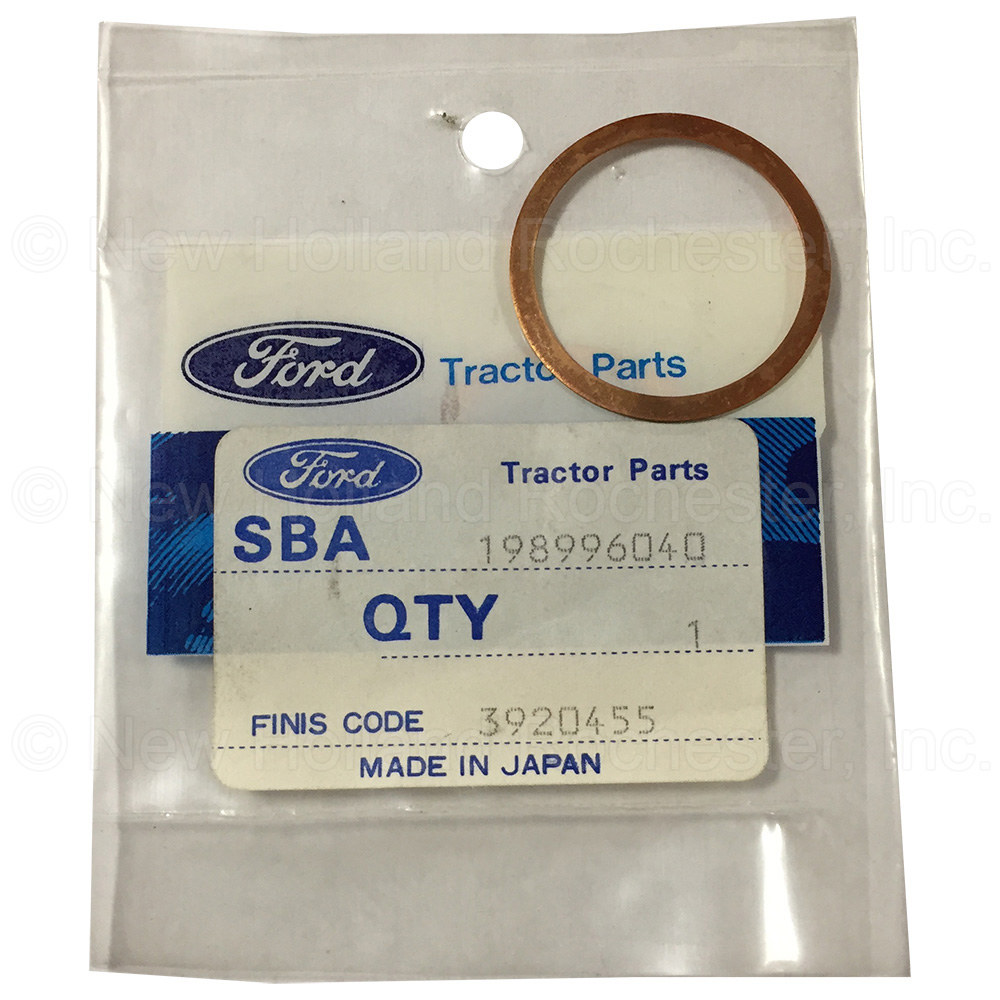 © New Holland Rochester, Inc.
Ford Tractor Parts
Ford Tractor Parts
© New Holland Rochester, Inc.
SBA 198996040
QTY 1
FINIS CODE 3920455
© New Holland Rochester, Inc.
MADE IN JAPAN